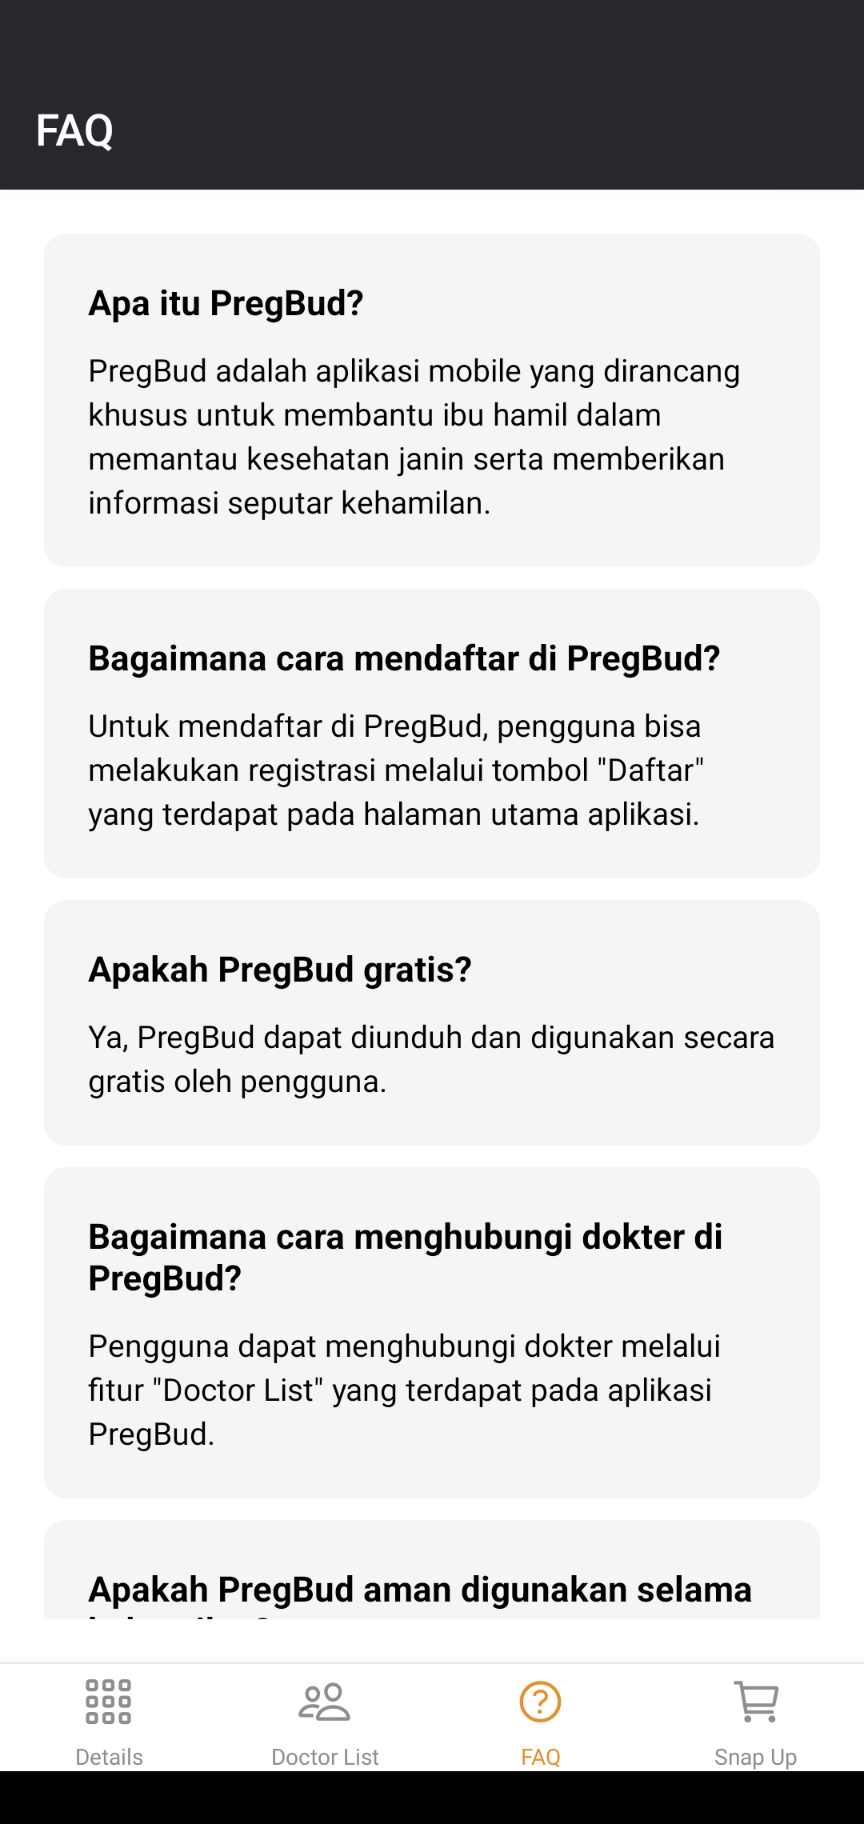 FAQ
Apa itu PregBud?
PregBud adalah aplikasi mobile yang dirancang
khusus untuk membantu ibu hamil dalam
memantau kesehatan janin serta memberikan
informasi seputar kehamilan.
Bagaimana cara mendaftar di PregBud?
Untuk mendaftar di PregBud, pengguna bisa
melakukan registrasi melalui tombol "Daftar"
yang terdapat pada halaman utama aplikasi.
Apakah PregBud gratis?
Ya, PregBud dapat diunduh dan digunakan secara
gratis oleh pengguna.
Bagaimana cara menghubungi dokter di
PregBud?
Pengguna dapat menghubungi dokter melalui
fitur "Doctor List" yang terdapat pada aplikasi
PregBud.
Apakah PregBud aman digunakan selama
Details
Doctor List
FAQ
Snap Up